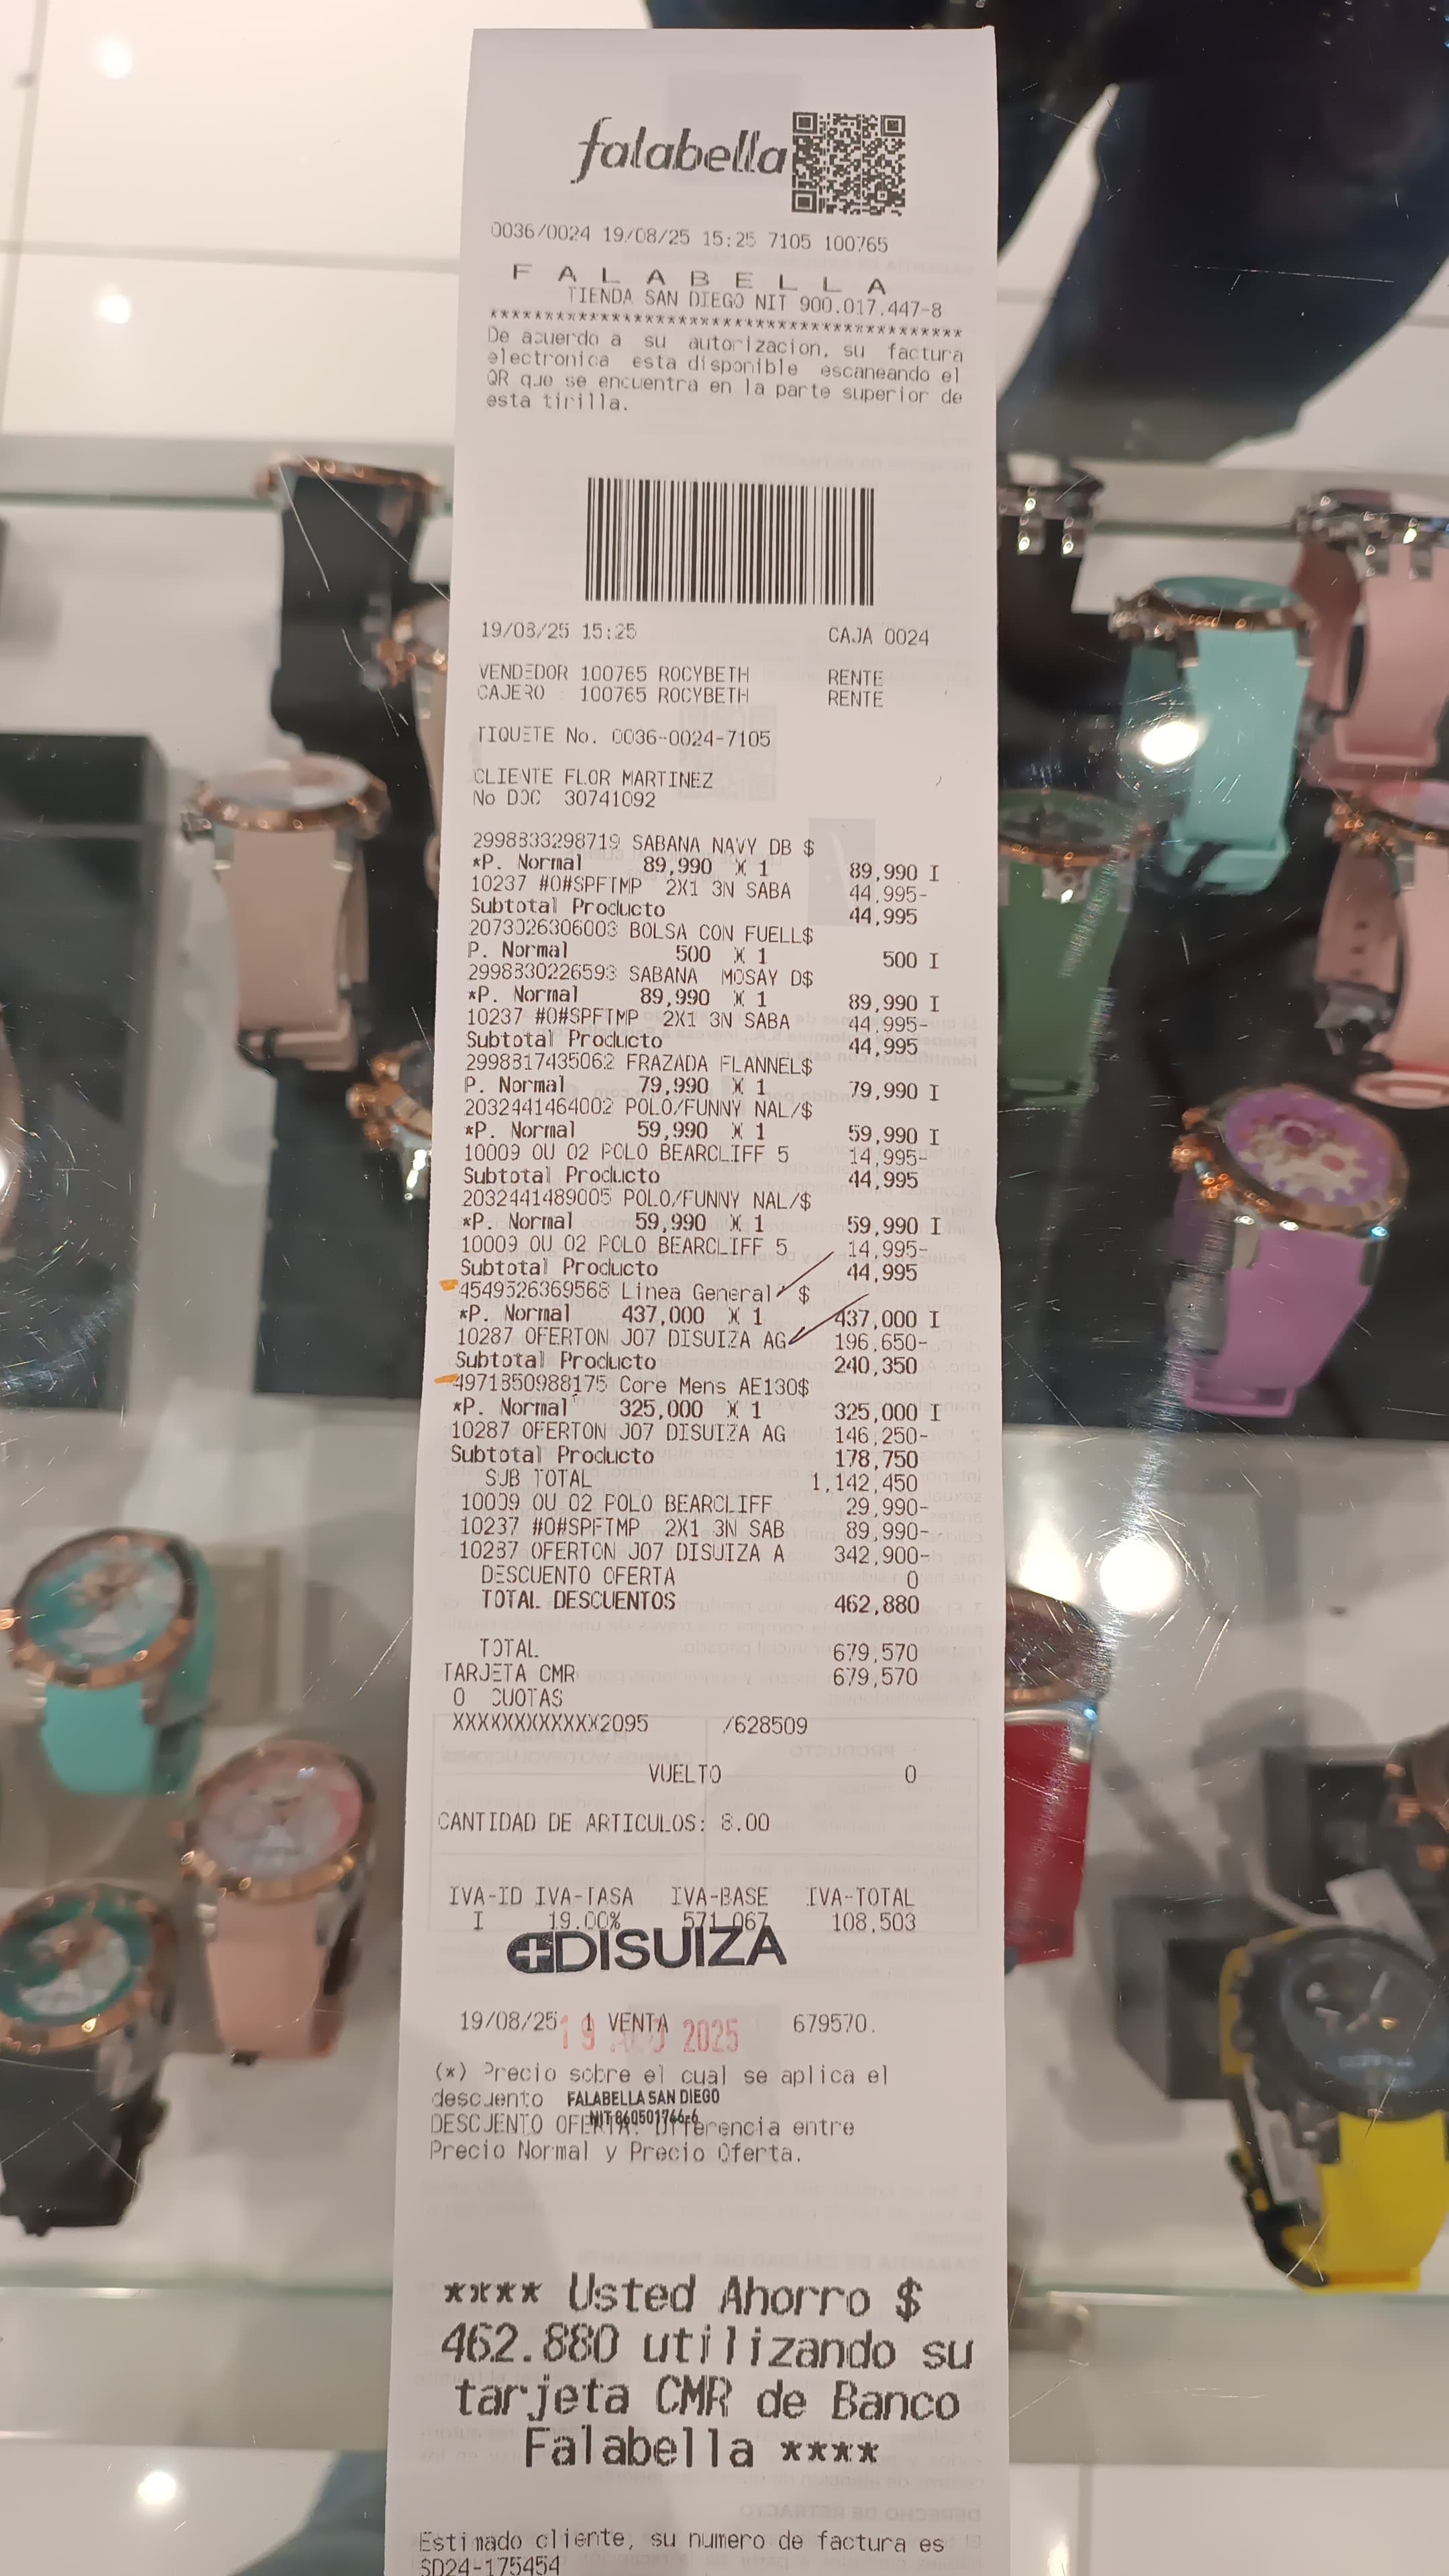 falabella
0036/0024 19/08/25 15:25 7105 100765
F A L A B E L L A
TIENDA SAN DIEGO NIT 900.017.447-8
****************************************
De acuerdo a su autorizacion, su factura
electronica esta disponible escaneando el
QR que se encuentra en la parte superior de
esta tirilla.
19/08/25 15:25 CAJA 0024
VENDEDOR 100765 ROCYBETH RENTE
CAJERO : 100765 ROCYBETH RENTE
TIQUETE No. 0036-0024-7105
CLIENTE FLOR MARTINEZ
No DOC 30741092
2998833298719 SABANA NAVY DB $
*P. Normal 89,990 X 1 89,990 I
10237 #0#SPFTMP 2X1 3N SABA 44,995-
Subtotal Producto 44,995
2073026306003 BOLSA CON FUELL$
P. Normal 500 X 1 500 I
2998330226593 SABANA MOSAY D$
*P. Normal 89,990 X 1 89,990 I
10237 #0#SPFTMP 2X1 3N SABA 44,995-
Subtotal Producto 44,995
2998817435062 FRAZADA FLANNEL$
P. Normal 79,990 X 1 79,990 I
2032441464002 POLO/FUNNY NAL/$
*P. Normal 59,990 X 1 59,990 I
10009 OU 02 POLO BEARCLIFF 5 14,995-
Subtotal Producto 44,995
2032441489005 POLO/FUNNY NAL/$
*P. Normal 59,990 X 1 59,990 I
10009 OU 02 POLO BEARCLIFF 5 14,995-
Subtotal Producto 44,995
4549526369568 Linea General $
*P. Normal 437,000 X 1 437,000 I
10287 OFERTON J07 DISUIZA AG 196,650-
Subtotal Producto 240,350
4971850988175 Core Mens AE130$
*P. Normal 325,000 X 1 325,000 I
10287 OFERTON J07 DISUIZA AG 146,250-
Subtotal Producto 178,750
SUB TOTAL 1,142,450
10009 OU 02 POLO BEARCLIFF 29,990-
10237 #0#SPFTMP 2X1 3N SAB 89,990-
10287 OFERTON J07 DISUIZA A 342,900-
DESCUENTO OFERTA 0
TOTAL DESCUENTOS 462,880
TOTAL 679,570
TARJETA CMR 679,570
0 CUOTAS
XXXXXXXXXXXX2095 /628509
VUELTO 0
CANTIDAD DE ARTICULOS: 8.00
IVA-ID IVA-TASA IVA-BASE IVA-TOTAL
I 19.00% 571,067 108,503
DISUIZA
19/08/25 1 VENTA 679570.
19 2025
(*) Precio sobre el cual se aplica el
descuento
FALABELLA SAN DIEGO
NIT 860501766-6
DESCUENTO OFERTA: Diferencia entre
Precio Normal y Precio Oferta.
**** Usted Ahorro $
462.880 utilizando su
tarjeta CMR de Banco
Falabella ****
Estimado cliente, su numero de factura es
SD24-175454